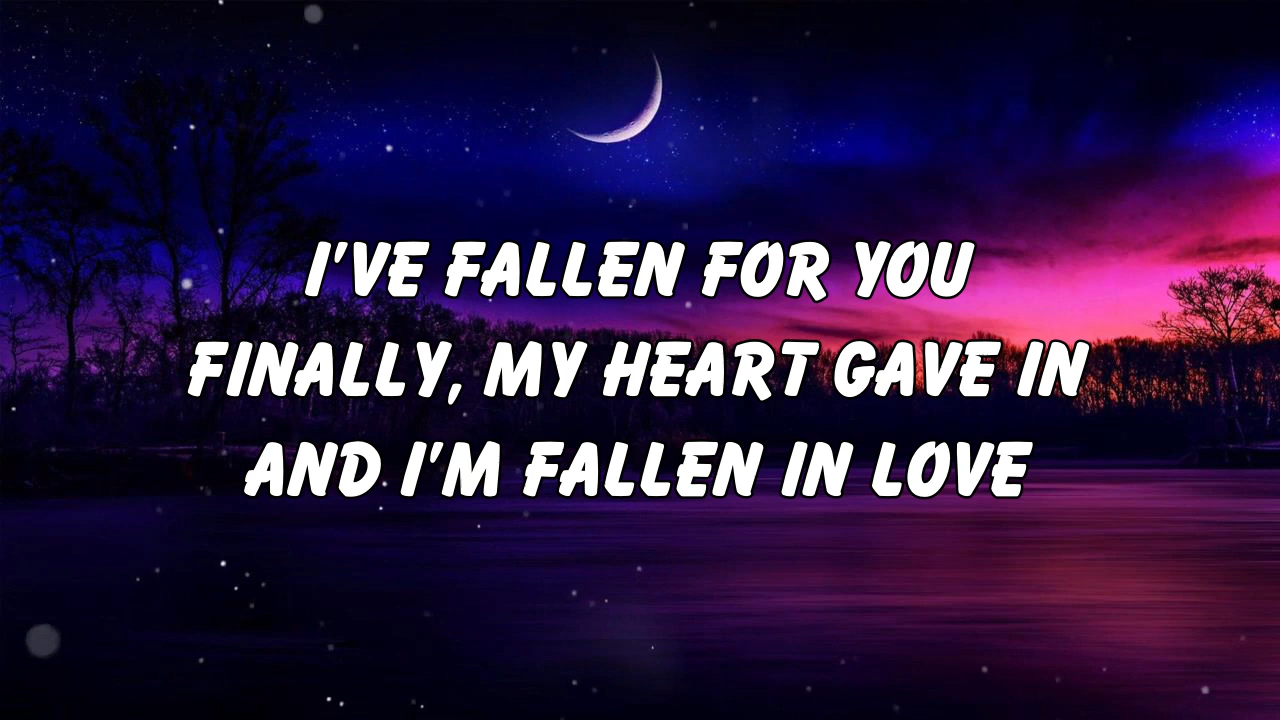 I'VE FALLEN FOR YOU
FINALLY, MY HEART GAVE IN
AND I'M FALLEN IN LOVE